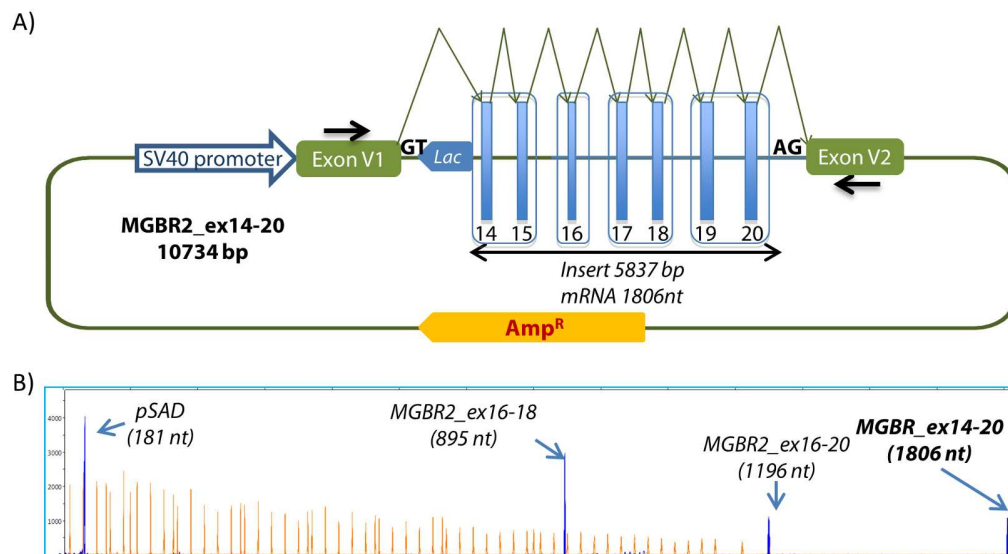 A)
SV40 promoter
Exon V1
GT
Lac
AG
Exon V2
14 15 16 17 18 19 20
MGBR2_ex14-20
10734 bp
Insert 5837 bp
mRNA 1806nt
Amp^R
B)
pSAD
(181 nt)
MGBR2_ex16-18
(895 nt)
MGBR2_ex16-20
(1196 nt)
MGBR_ex14-20
(1806 nt)
4000
3000
2000
1000